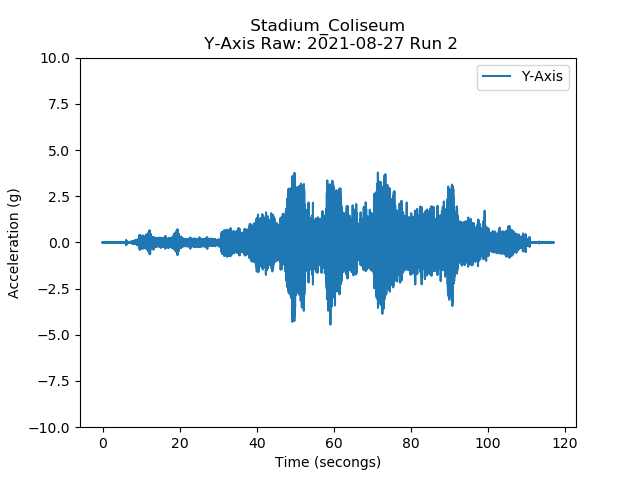 Stadium_Coliseum
Y-Axis Raw: 2021-08-27 Run 2
Y-Axis
Acceleration (g)
10.0
7.5
5.0
2.5
0.0
−2.5
−5.0
−7.5
−10.0
0 20 40 60 80 100 120
Time (secongs)